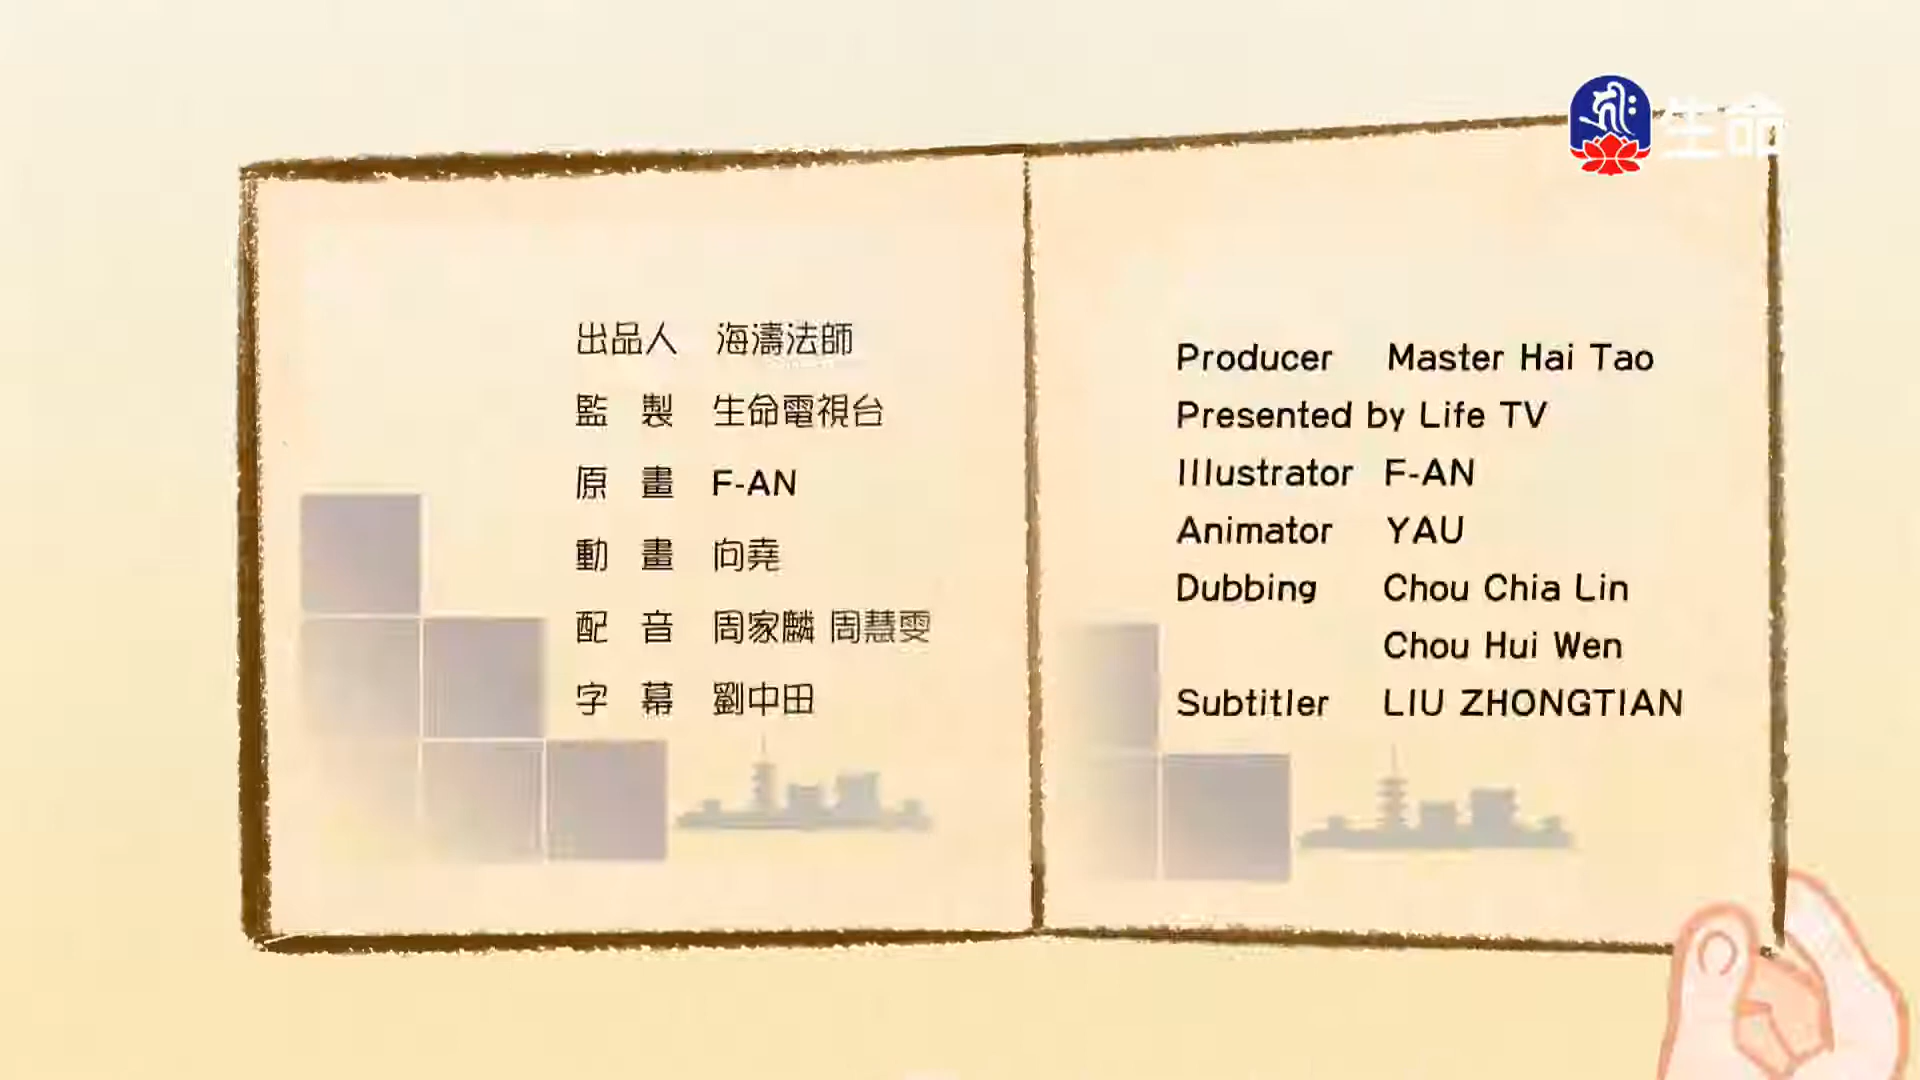 生命
出品人 海濤法師
監 製 生命電視台
原 畫 F-AN
動 畫 向堯
配 音 周家麟 周慧雯
字 幕 劉中田
Producer Master Hai Tao
Presented by Life TV
Illustrator F-AN
Animator YAU
Dubbing Chou Chia Lin
Chou Hui Wen
Subtitler LIU ZHONGTIAN